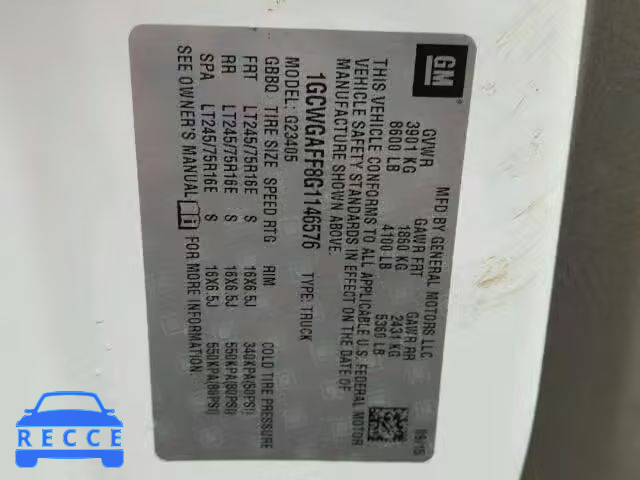 GM
MFD BY GENERAL MOTORS LLC
GVWR GAWR FRT GAWR RR
3901 KG 1860 KG 2431 KG
8600 LB 4100 LB 5360 LB
09/15
THIS VEHICLE CONFORMS TO ALL APPLICABLE U.S. FEDERAL MOTOR
VEHICLE SAFETY STANDARDS IN EFFECT ON THE DATE OF
MANUFACTURE SHOWN ABOVE.
1GCWGAFF8G1146576 TYPE: TRUCK
MODEL: G23405
GBBQ TIRE SIZE SPEED RTG RIM COLD TIRE PRESSURE
FRT LT245/75R16E S 16X6.5J 340KPA(50PSI)
RR LT245/75R16E S 16X6.5J 550KPA(80PSI)
SPA LT245/75R16E S 16X6.5J 550KPA(80PSI)
SEE OWNER'S MANUAL FOR MORE INFORMATION.
RECCE